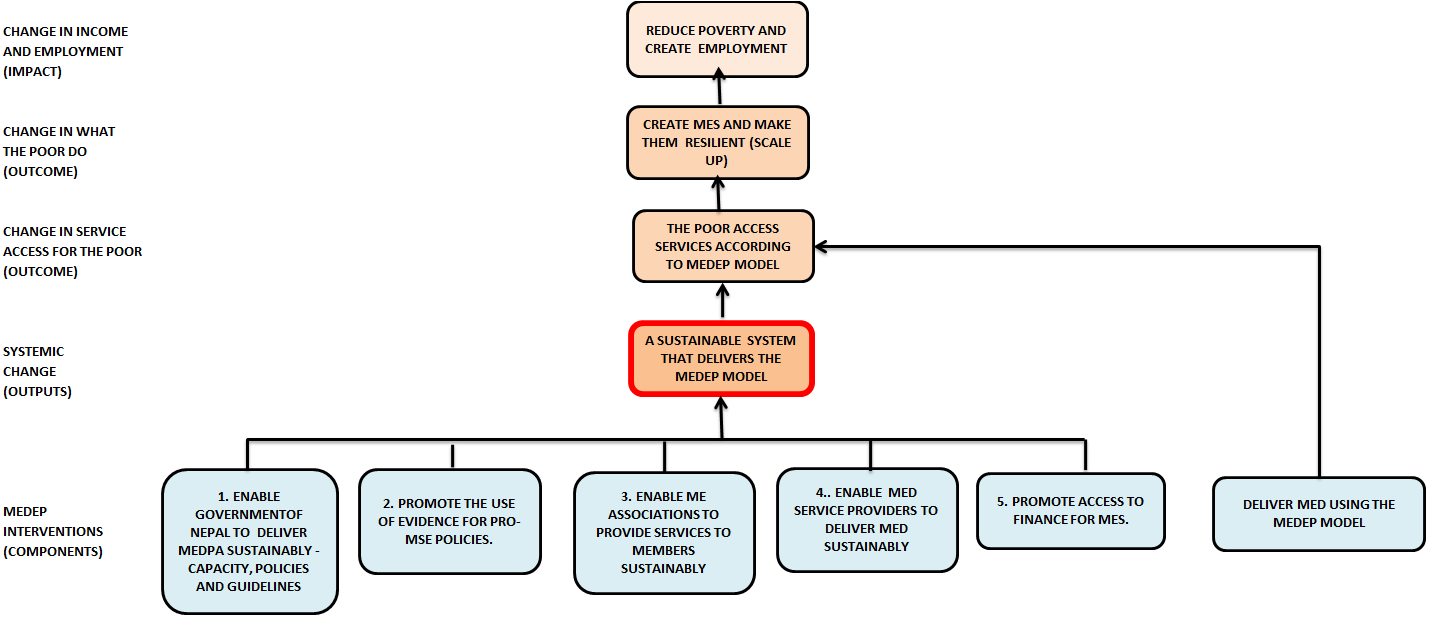 CHANGE IN INCOME
AND EMPLOYMENT
(IMPACT)
REDUCE POVERTY AND
CREATE EMPLOYMENT
CHANGE IN WHAT
THE POOR DO
(OUTCOME)
CREATE MES AND MAKE
THEM RESILIENT (SCALE
UP)
CHANGE IN SERVICE
ACCESS FOR THE POOR
(OUTCOME)
THE POOR ACCESS
SERVICES ACCORDING
TO MEDEP MODEL
SYSTEMIC
CHANGE
(OUTPUTS)
A SUSTAINABLE SYSTEM
THAT DELIVERS THE
MEDEP MODEL
MEDEP
INTERVENTIONS
(COMPONENTS)
1. ENABLE
GOVERNMENTOF
NEPAL TO DELIVER
MEDPA SUSTAINABLY -
CAPACITY, POLICIES
AND GUIDELINES
2. PROMOTE THE USE
OF EVIDENCE FOR PRO-
MSE POLICIES.
3. ENABLE ME
ASSOCIATIONS TO
PROVIDE SERVICES TO
MEMBERS
SUSTAINABLY
4.. ENABLE MED
SERVICE PROVIDERS TO
DELIVER MED
SUSTAINABLY
5. PROMOTE ACCESS TO
FINANCE FOR MES.
DELIVER MED USING THE
MEDEP MODEL